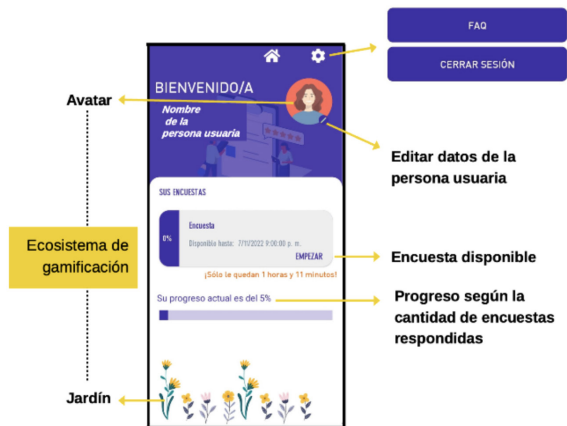 FAQ
CERRAR SESIÓN
BIENVENIDO/A
Avatar
Nombre
de la
persona usuaria
Editar datos de la
persona usuaria
SUS ENCUESTAS
Ecosistema de
gamificación
0%
Encuesta
Disponible hasta: 7/11/2022 9:00:00 p. m.
EMPEZAR
Encuesta disponible
¡Sólo le quedan 1 horas y 11 minutos!
Su progreso actual es del 5%
Progreso según la
cantidad de encuestas
respondidas
Jardín